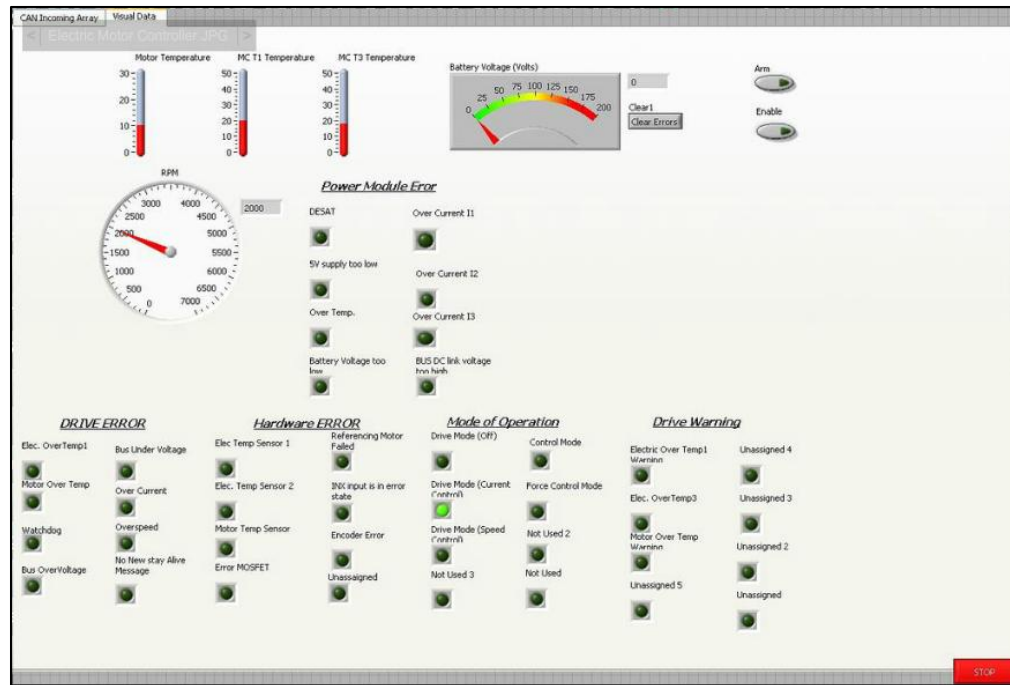 CAN Incoming Array Visual Data
< Electric Motor Controller JPG >
Motor Temperature MC T1 Temperature MC T3 Temperature
30 20 10 0
50 40 30 20 10 0
50 40 30 20 10 0
Battery Voltage (Volts)
0 25 50 75 100 125 150 175 200
0
Clear1
Clear Errors
Arm
Enable
RPM
0 500 1000 1500 2000 2500 3000 4000 4500 5000 5500 6000 6500 7000
2000
Power Module Eror
DESAT Over Current I1
5V supply too low Over Current I2
Over Temp. Over Current I3
Battery Voltage too
low
BUS DC link voltage
too high
DRIVE ERROR
Elec. OverTemp1 Bus Under Voltage
Motor Over Temp Over Current
Watchdog Overspeed
Bus OverVoltage
No New stay Alive
Message
Hardware ERROR
Elec Temp Sensor 1
Referencing Motor
Failed
Elec. Temp Sensor 2
INX input is in error
state
Motor Temp Sensor Encoder Error
Error MOSFET Unassaigned
Mode of Operation
Drive Mode (Off) Control Mode
Drive Mode (Current
Control)
Force Control Mode
Drive Mode (Speed
Control)
Not Used 2
Not Used 3 Not Used
Drive Warning
Electric Over Temp1
Warning
Unassigned 4
Elec. OverTemp3 Unassigned 3
Motor Over Temp
Warning
Unassigned 2
Unassigned 5 Unassigned
STOP